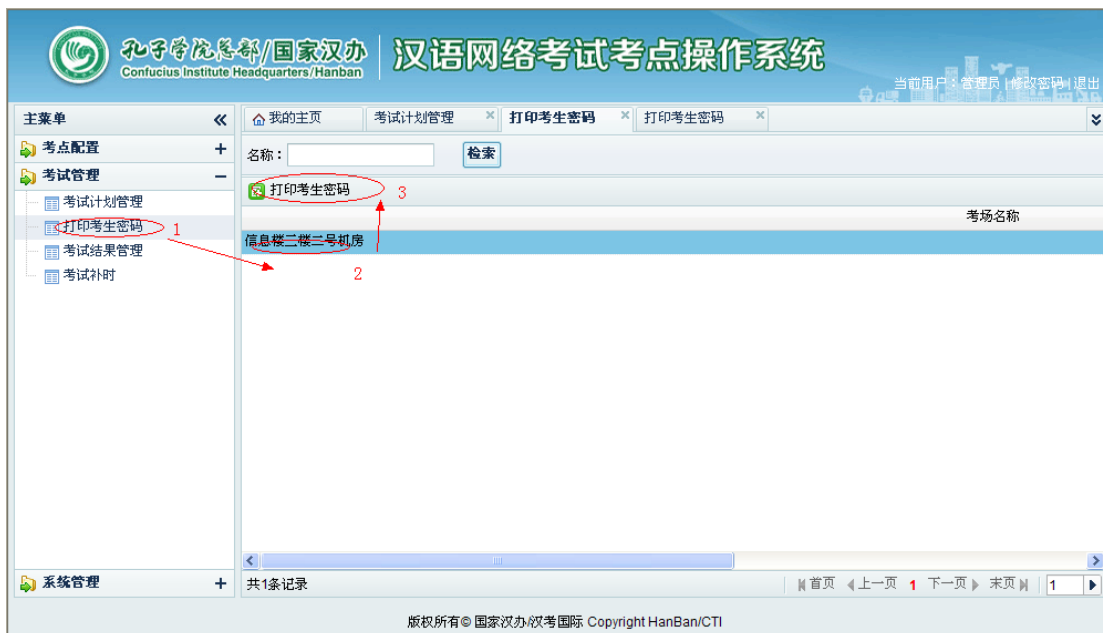 孔子学院总部/国家汉办
Confucius Institute Headquarters/Hanban
汉语网络考试考点操作系统
当前用户：管理员 | 修改密码 | 退出
主菜单
我的主页 考试计划管理 打印考生密码 打印考生密码
考点配置
名称： 检索
考试管理
打印考生密码 3
考试计划管理
考场名称
打印考生密码 1
信息楼三楼二号机房
考试结果管理
2
考试补时
系统管理
共1条记录 首页 上一页 1 下一页 末页 1
版权所有© 国家汉办/汉考国际 Copyright HanBan/CTI